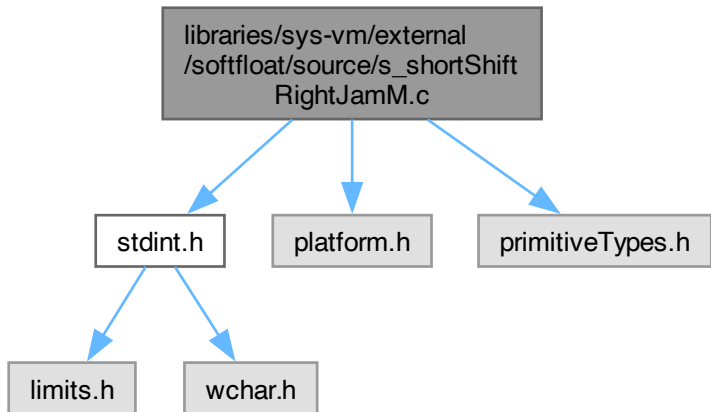 libraries/sys-vm/external
/softfloat/source/s_shortShift
RightJamM.c
stdint.h
platform.h
primitiveTypes.h
limits.h
wchar.h